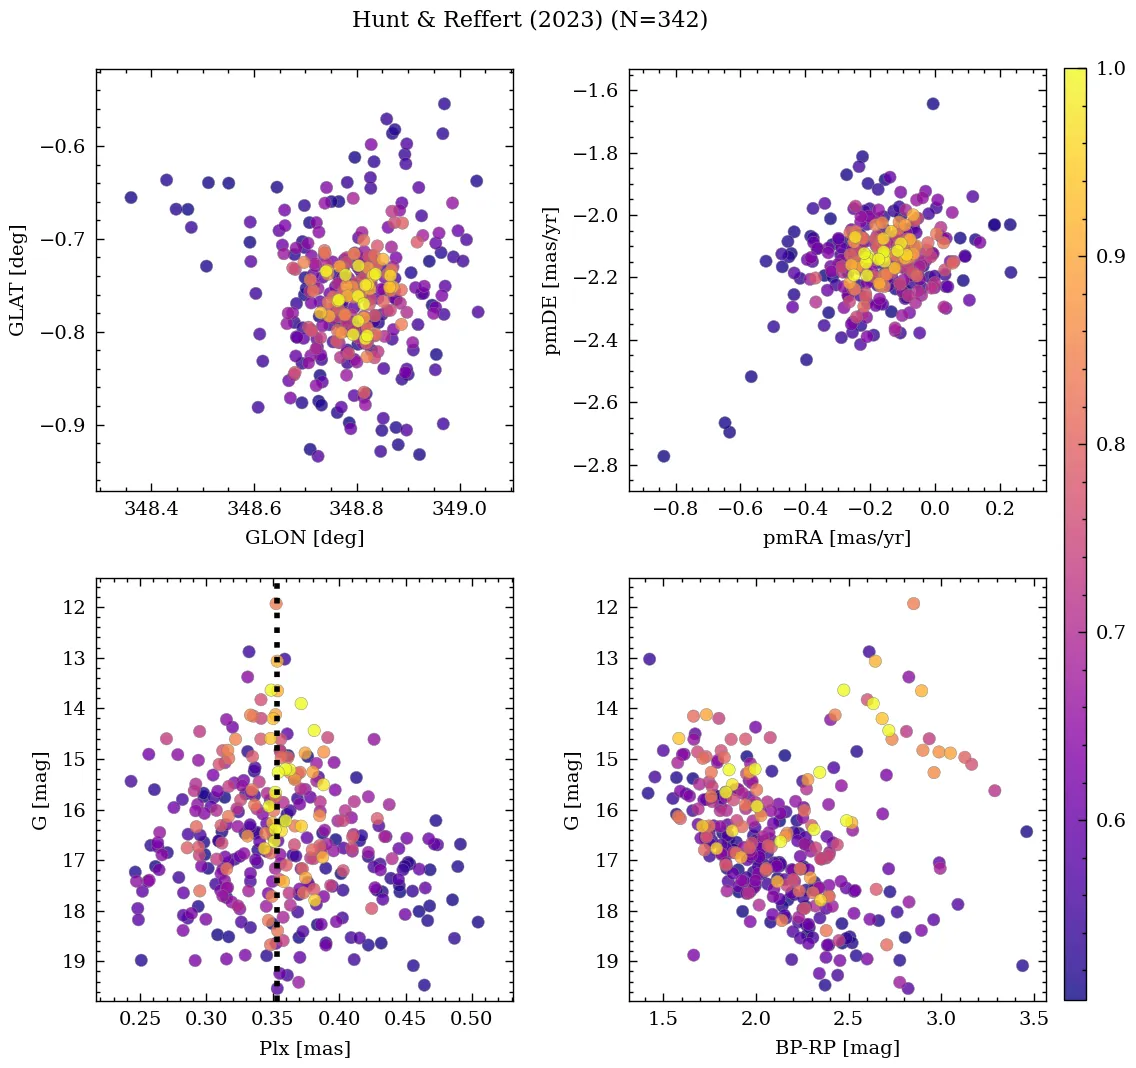 Hunt & Reffert (2023) (N=342)
−0.6
−0.7
−0.8
−0.9
GLAT [deg]
348.4 348.6 348.8 349.0
GLON [deg]
−1.6
−1.8
−2.0
−2.2
−2.4
−2.6
−2.8
pmDE [mas/yr]
−0.8 −0.6 −0.4 −0.2 0.0 0.2
pmRA [mas/yr]
1.0
0.9
0.8
0.7
0.6
12
13
14
15
16
17
18
19
G [mag]
0.25 0.30 0.35 0.40 0.45 0.50
Plx [mas]
12
13
14
15
16
17
18
19
G [mag]
1.5 2.0 2.5 3.0 3.5
BP-RP [mag]